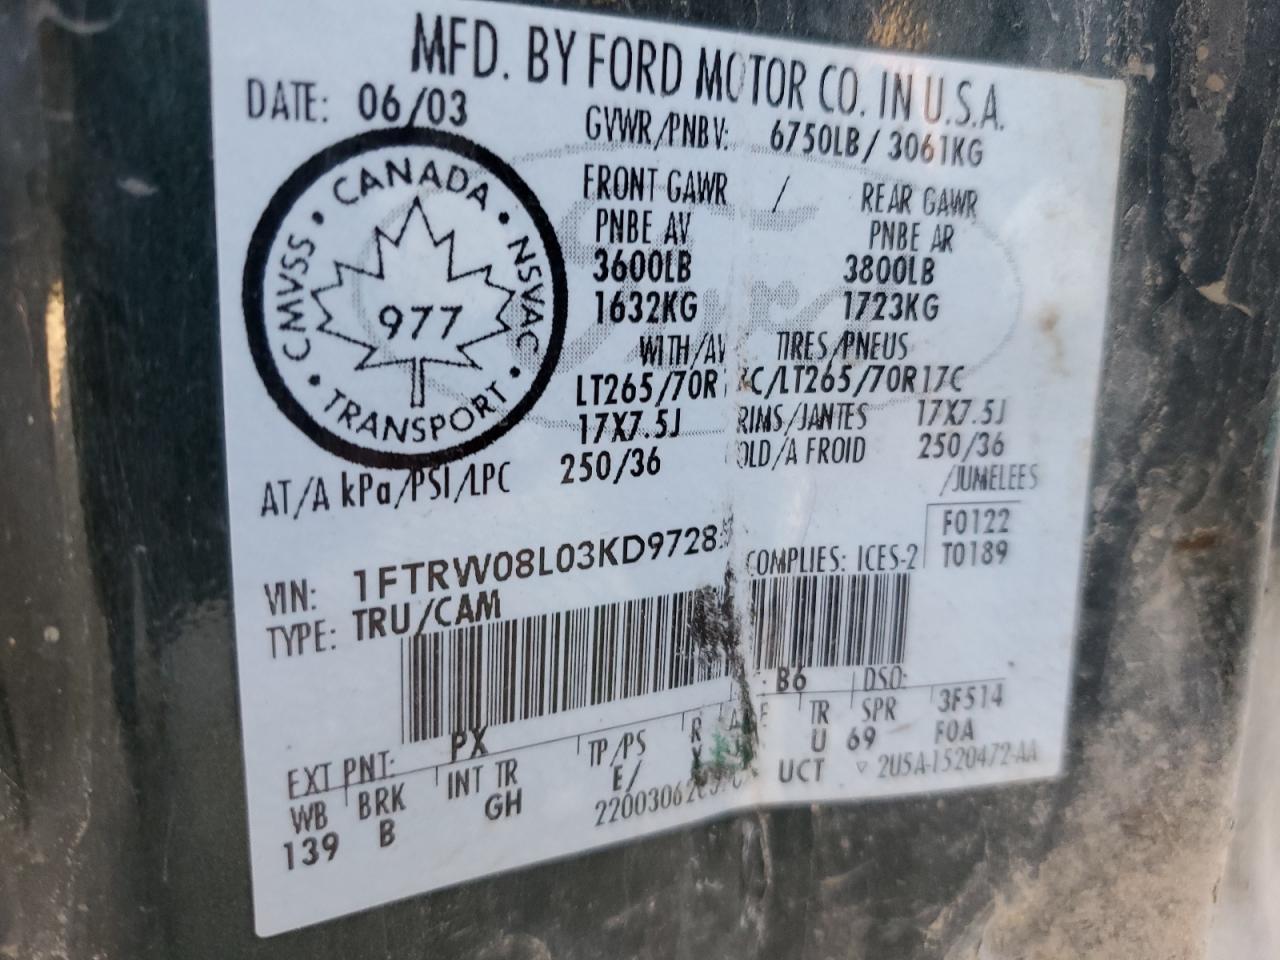 MFD. BY FORD MOTOR CO. IN U.S.A.
DATE: 06/03
GVWR/PNBV: 6750LB/ 3061KG
FRONT GAWR / REAR GAWR
PNBE AV PNBE AR
3600LB 3800LB
1632KG 1723KG
WITH/AV TIRES/PNEUS
C/LT265/70R17C
17X7.5J RIMS/JANTES 17X7.5J
AT/A kPa/PSI/LPC 250/36 /A FROID 250/36
/JUMELEES
CANADA
NSVAC
TRANSPORT
CMVSS
977
VIN:
COMPLIES: ICES-2
F0122
T0189
TYPE: TRU/CAM
EXT PNT: PX B6 DSO:
WB BRK INT TR TP/PS R TR SPR 3F514
139 B GH E/ U 69 F0A
UCT ▽ 2U5A-1520472-AA